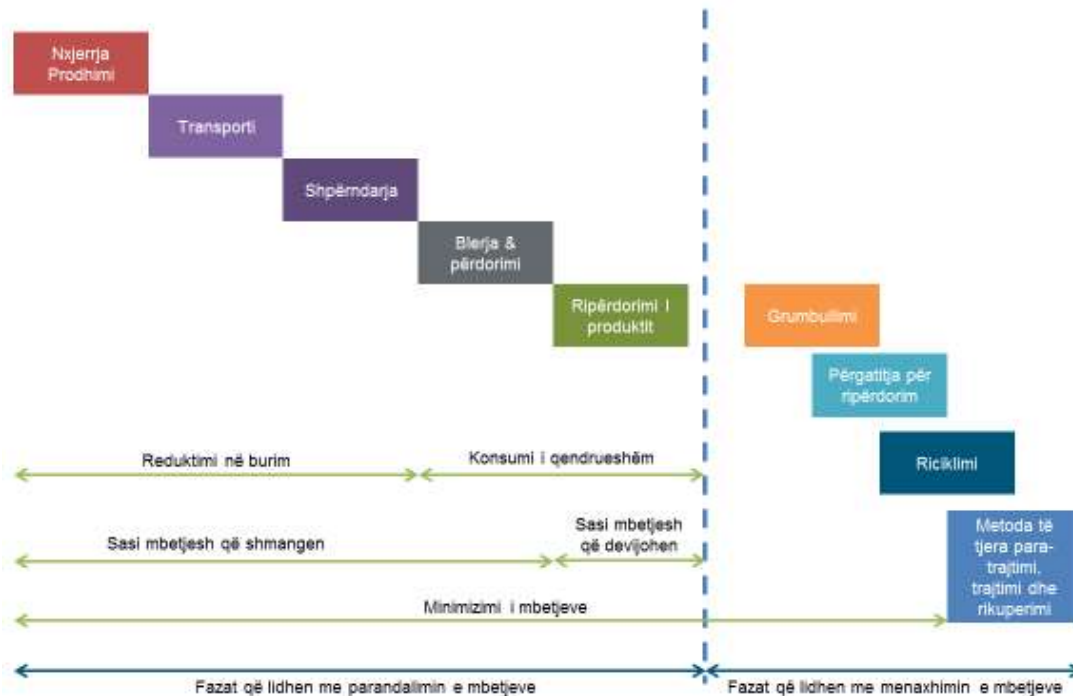 Nxjerrja
Prodhimi
Transporti
Shpërndarja
Blerja &
përdorimi
Ripërdorimi I
produktit
Grumbullimi
Përgatitja për
ripërdorim
Riciklimi
Metoda të
tjera para-
trajtimi,
trajtimi dhe
rikuperimi
Reduktimi në burim
Konsumi i qendrueshëm
Sasi mbetjesh që shmangen
Sasi mbetjesh
që devijohen
Minimizimi i mbetjeve
Fazat që lidhen me parandalimin e mbetjeve
Fazat që lidhen me menaxhimin e mbetjeve